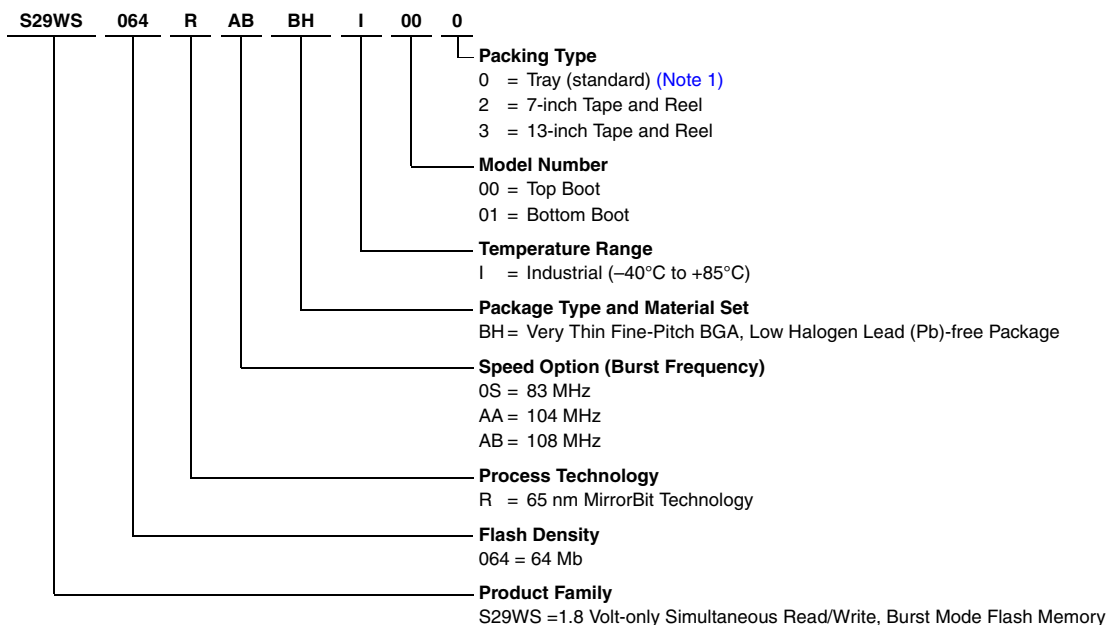 S29WS 064 R AB BH I 00 0
Packing Type
0 = Tray (standard) (Note 1)
2 = 7-inch Tape and Reel
3 = 13-inch Tape and Reel
Model Number
00 = Top Boot
01 = Bottom Boot
Temperature Range
I = Industrial (–40°C to +85°C)
Package Type and Material Set
BH = Very Thin Fine-Pitch BGA, Low Halogen Lead (Pb)-free Package
Speed Option (Burst Frequency)
0S = 83 MHz
AA = 104 MHz
AB = 108 MHz
Process Technology
R = 65 nm MirrorBit Technology
Flash Density
064 = 64 Mb
Product Family
S29WS =1.8 Volt-only Simultaneous Read/Write, Burst Mode Flash Memory